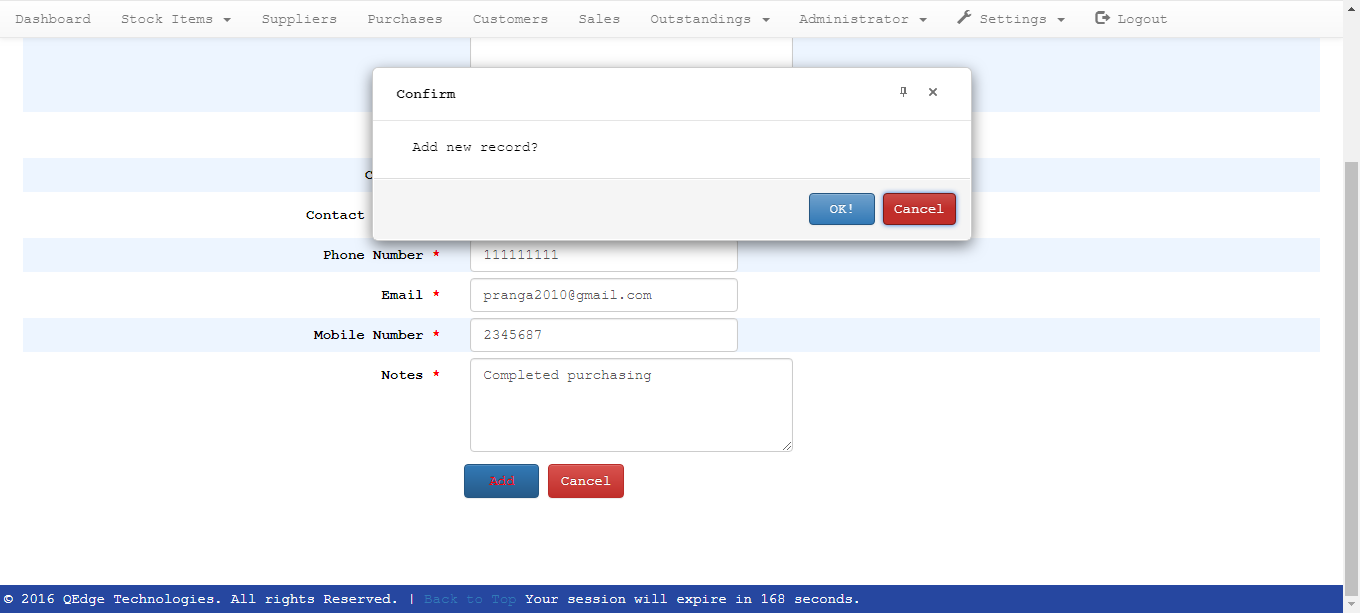 Dashboard Stock Items Suppliers Purchases Customers Sales Outstandings Administrator Settings Logout
Confirm
Add new record?
OK! Cancel
C
Contact
Phone Number * 111111111
Email * pranga2010@gmail.com
Mobile Number * 2345687
Notes * Completed purchasing
Add Cancel
© 2016 QEdge Technologies. All rights Reserved. | Back to Top Your session will expire in 168 seconds.